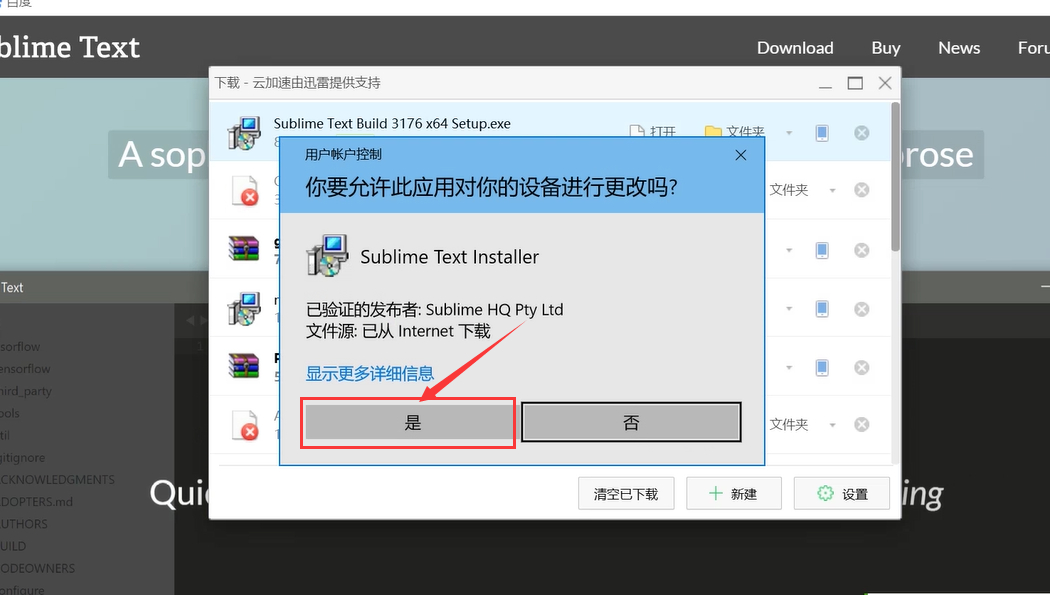 百度
blime Text
Download Buy News Foru
下载 - 云加速由迅雷提供支持
Sublime Text Build 3176 x64 Setup.exe
打开 文件夹
A sop
rose
用户帐户控制
你要允许此应用对你的设备进行更改吗?
文件夹
Sublime Text Installer
Text
已验证的发布者: Sublime HQ Pty Ltd
文件源: 已从 Internet 下载
sorflow
ensorflow
显示更多详细信息
hird_party
ools
是
否
文件夹
til
gitignore
CKNOWLEDGMENTS
DOPTERS.md
Quic
ing
清空已下载
新建
设置
UTHORS
UILD
ODEOWNERS
onfigure